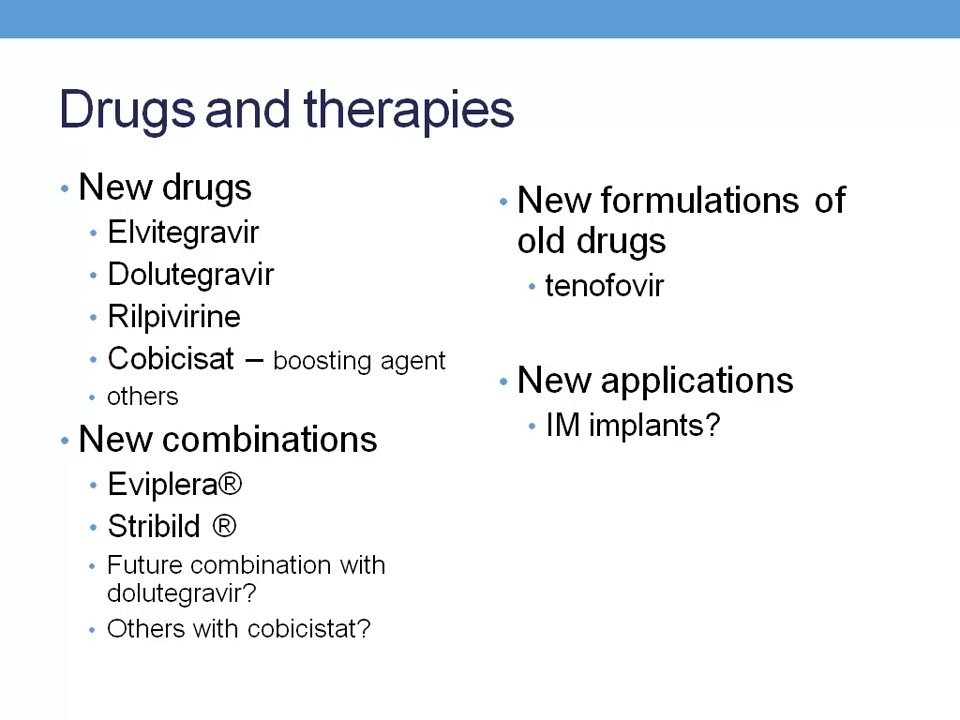 Drugs and therapies
• New drugs
• Elvitegravir
• Dolutegravir
• Rilpivirine
• Cobicisat – boosting agent
• others
• New combinations
• Eviplera®
• Stribild ®
• Future combination with
dolutegravir?
• Others with cobicistat?
• New formulations of
old drugs
• tenofovir
• New applications
• IM implants?